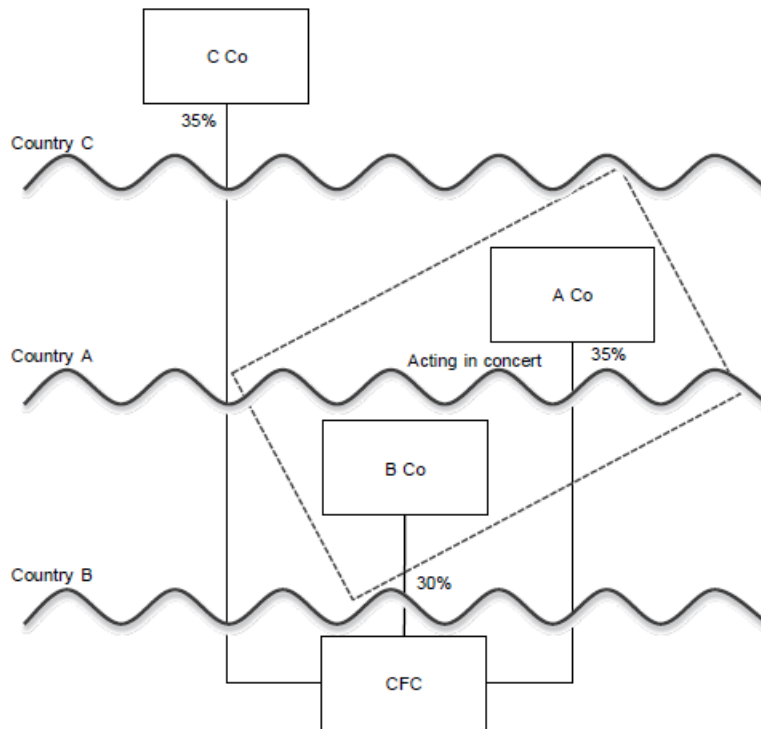 C Co
35%
Country C
A Co
Country A
Acting in concert
35%
B Co
Country B
30%
CFC